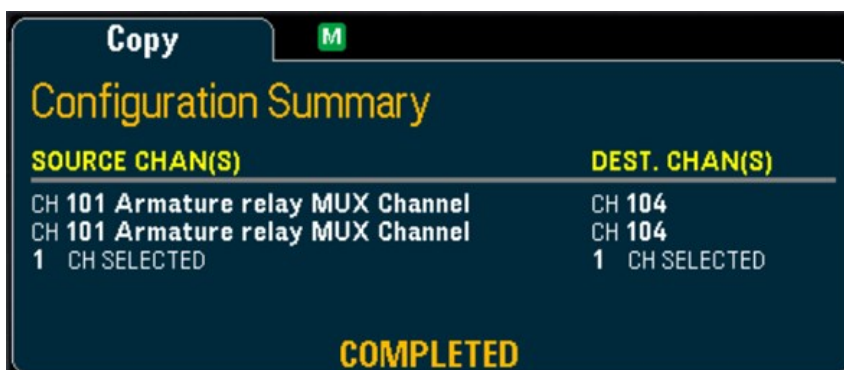 Copy M
Configuration Summary
SOURCE CHAN(S) DEST. CHAN(S)
CH 101 Armature relay MUX Channel CH 104
CH 101 Armature relay MUX Channel CH 104
1 CH SELECTED 1 CH SELECTED
COMPLETED